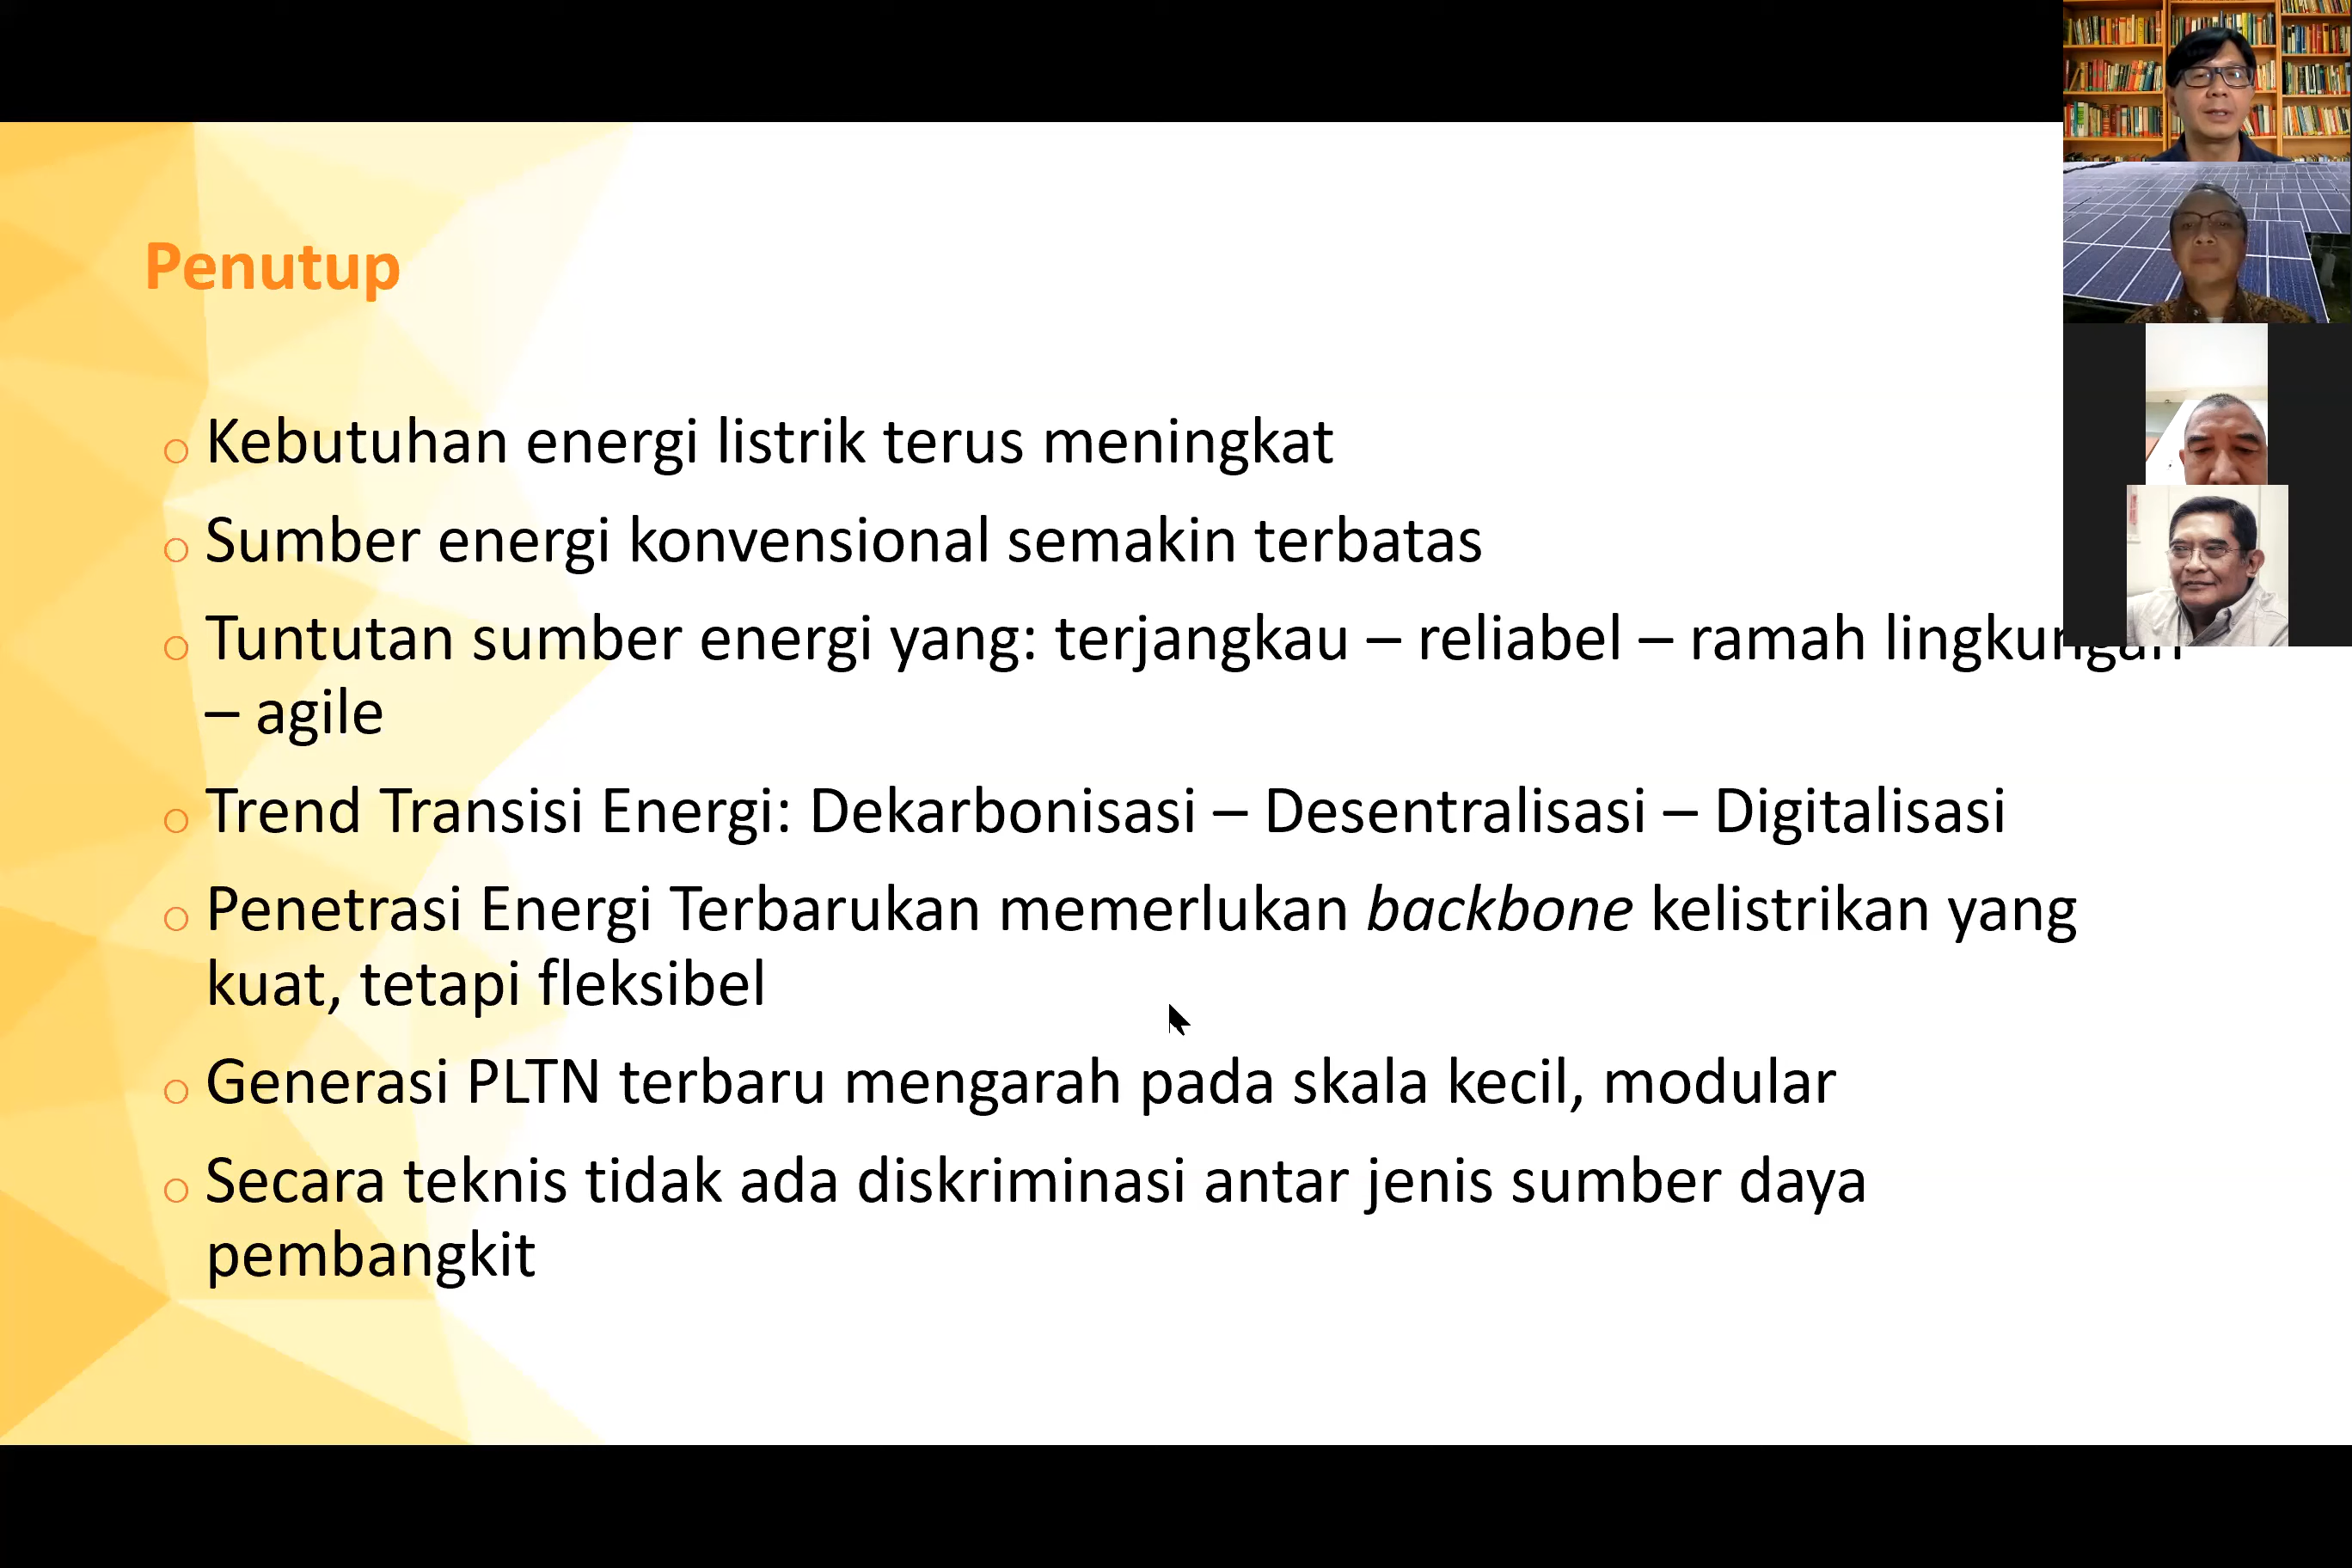 Penutup
Kebutuhan energi listrik terus meningkat
Sumber energi konvensional semakin terbatas
Tuntutan sumber energi yang: terjangkau – reliabel – ramah lingkungan
– agile
Trend Transisi Energi: Dekarbonisasi – Desentralisasi – Digitalisasi
Penetrasi Energi Terbarukan memerlukan backbone kelistrikan yang
kuat, tetapi fleksibel
Generasi PLTN terbaru mengarah pada skala kecil, modular
Secara teknis tidak ada diskriminasi antar jenis sumber daya
pembangkit